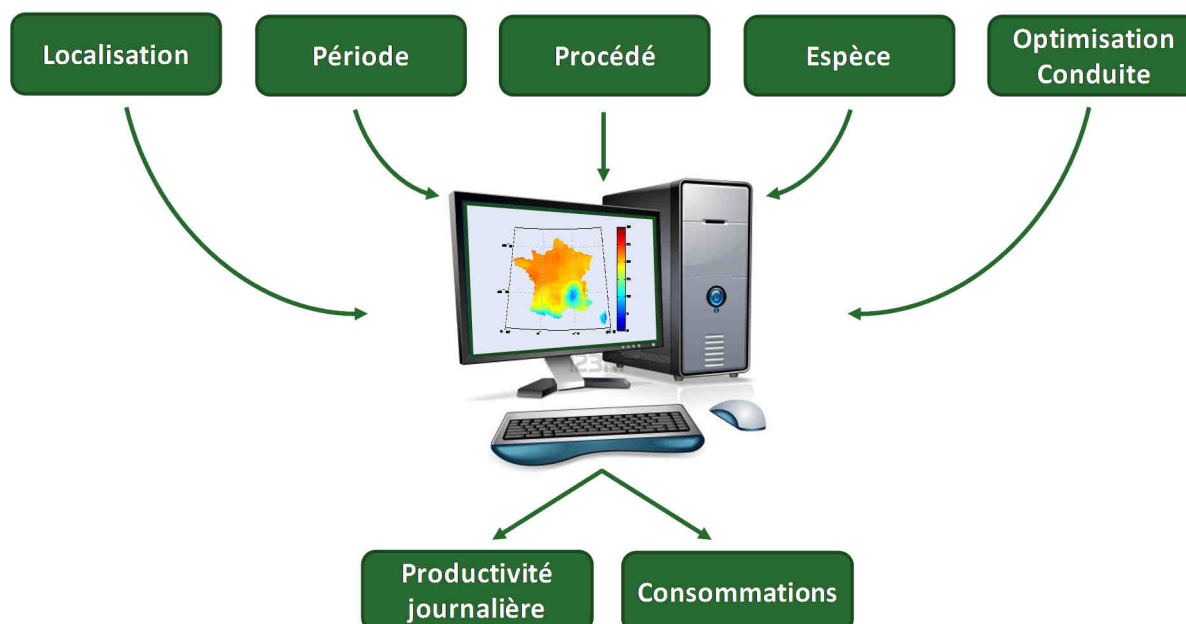 Localisation
Période
Procédé
Espèce
Optimisation
Conduite
Productivité
journalière
Consommations